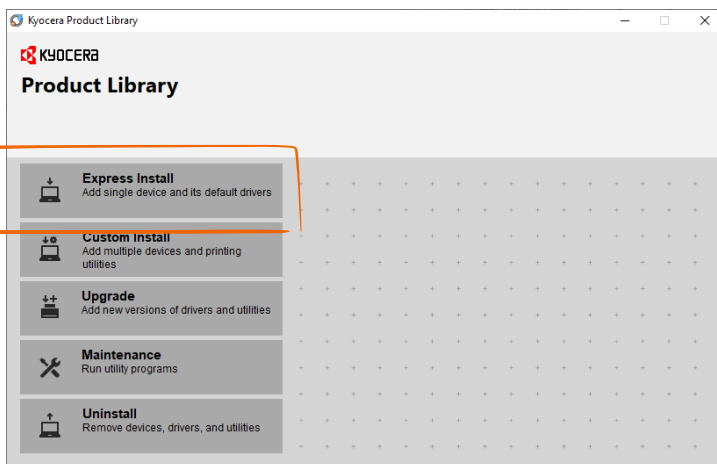 Kyocera Product Library
KYOCERA
Product Library
Express Install
Add single device and its default drivers
Custom Install
Add multiple devices and printing
utilities
Upgrade
Add new versions of drivers and utilities
Maintenance
Run utility programs
Uninstall
Remove devices, drivers, and utilities